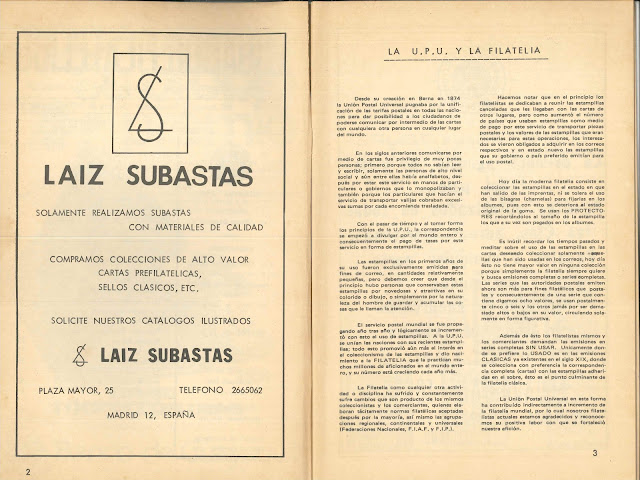 LAIZ SUBASTAS
SOLAMENTE REALIZAMOS SUBASTAS
CON MATERIALES DE CALIDAD
COMPRAMOS COLECCIONES DE ALTO VALOR
CARTAS PREFILATELICAS,
SELLOS CLASICOS, ETC.
SOLICITE NUESTROS CATALOGOS ILUSTRADOS
LAIZ SUBASTAS
PLAZA MAYOR, 25 TELEFONO 2665062
MADRID 12, ESPAÑA
2
LA U.P.U. Y LA FILATELIA
Desde su creación en Berna en 1874
la Unión Postal Universal pugnaba por la unifi-
cación de las tarifas postales en todas las nacio-
nes para dar posibilidad a los ciudadanos de
poderse comunicar por intermedio de las cartas
con cualquiera otra persona en cualquier lugar
del mundo.
En los siglos anteriores comunicarse por
medio de cartas fue privilegio de muy pocas
personas; primero porque todos no sabían leer
y escribir, solamente las personas de alto nivel
social y aún entre ellas había analfabetos, des-
pués por estar este servicio en manos de parti-
culares o gobiernos que lo monopolizaban y
también porque los particulares que hacían el
servicio de transportar valijas cobraban excesi-
vas sumas por cada encomienda trasladada.
Con el pasar de tiempo y al tomar forma
los principios de la U.P.U., la correspondencia
se empezó a divulgar por el mundo entero y
consecuentemente el pago de tasas por este
servicio en forma de estampillas.
Las estampillas en los primeros años de
su uso fueron exclusivamente emitidas para
fines de correo, en cantidades relativamente
pequeñas, pero debemos creer que desde el
principio hubo personas que conservaban estas
estampillas por novedosas y atractivas en su
colorido o dibujo, o simplemente por la natura-
leza del hombre de guardar y acumular las co-
sas que le llaman la atención.
El servicio postal mundial se fue propa-
gando año tras año y lógicamente se incremen-
tó con esto el uso de estampillas. A la U.P.U.
se unían las naciones con sus recientes estampi-
llas; todo esto promovió aún más el interés en
el coleccionismo de las estampillas y dio naci-
miento a la FILATELIA que la practican mu-
chos millones de aficionados en el mundo ente-
ro, y su número está creciendo cada año más.
La Filatelia como cualquier otra activi-
dad o disciplina ha sufrido y constantemente
sufre cambios que son producto de los mismos
coleccionistas y los comerciantes, quienes elabo-
ran tácitamente normas filatélicas aceptadas
después por la mayoría, así mismo las agrupa-
ciones regionales, continentales y universales
(Federaciones Nacionales, F.I.A.F. y F.I.P.).
Hacemos notar que en principio los
filatelistas se dedicaban a reunir las estampillas
canceladas que les llegaban con las cartas de
otros lugares, pero como aumentó el número
de países que usaban estampillas como medio
de pago por este servicio de transportar piezas
postales y los valores de las estampillas que eran
necesarias para estas operaciones, los interesa-
dos se vieron obligados a adquirir en los correos
respectivos y en estado nuevo las estampillas
que su gobierno o país preferido emitían para
el uso postal.
Hoy día la moderna filatelia consiste en
coleccionar las estampillas en el estado en que
han salido de las imprentas, ni se tolera el uso
de las bisagras (charnelas) para fijarlas en los
álbumes, pues con esto se deteriora el estado
original de la goma. Se usan los PROTECTO-
RES recortándolos al tamaño de la estampilla
los que a su vez son pegados en los álbumes.
Es inútil recordar los tiempos pasados y
meditar sobre el uso de las estampillas en las
cartas deseando coleccionar solamente estampi-
llas que han sido usadas en los correos, hoy día
ésto no tiene mayor valor en ninguna colección
porque simplemente la filatelia siempre quiere
y busca emisiones completas o series completas.
Las series que las autoridades postales emiten
ahora son más para fines filatélicos que posta-
les y consecuentemente de una serie que con-
tiene digamos ocho valores, se usan postalmen-
te cinco o seis y los otros jamás por ser dema-
siado altos o bajos en su valor, circulando sola-
mente en forma figurativa.
Además de ésto los filatelistas mismos y
los comerciantes demandan las emisiones en
series completas SIN USAR. Unicamente don-
de se prefiere lo USADO es en las emisiones
CLASICAS ya existentes en el siglo XIX, donde
se colecciona con preferencia la corresponden-
cia completa (cartas) con las estampillas adheri-
das en el sobre, ésto es el punto culminante de
la filatelia clásica.
La Unión Postal Universal en esta forma
ha contribuido indirectamente a incremento de
la filatelia mundial, por lo cual nosotros filate-
listas actuales estamos agradecidos y reconoce-
mos su positiva labor con que se fortaleció
nuestra afición.
3